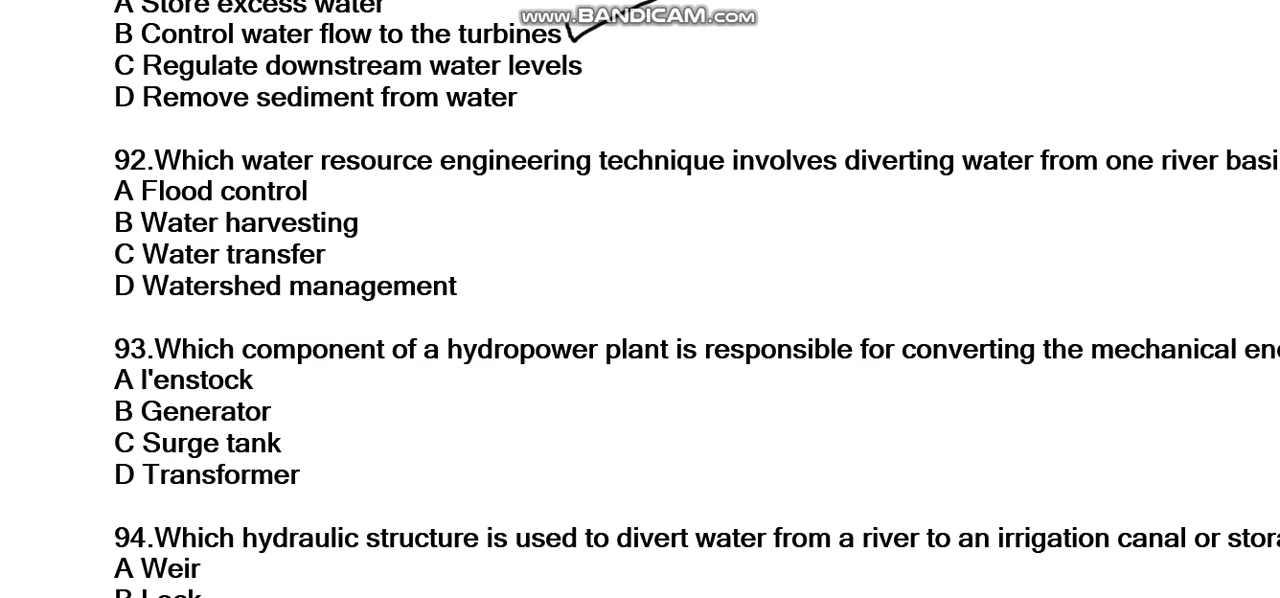 A Store excess water
www.BANDICAM.com
B Control water flow to the turbines
C Regulate downstream water levels
D Remove sediment from water
92.Which water resource engineering technique involves diverting water from one river basi
A Flood control
B Water harvesting
C Water transfer
D Watershed management
93.Which component of a hydropower plant is responsible for converting the mechanical ene
A l'enstock
B Generator
C Surge tank
D Transformer
94.Which hydraulic structure is used to divert water from a river to an irrigation canal or stora
A Weir
B Lock